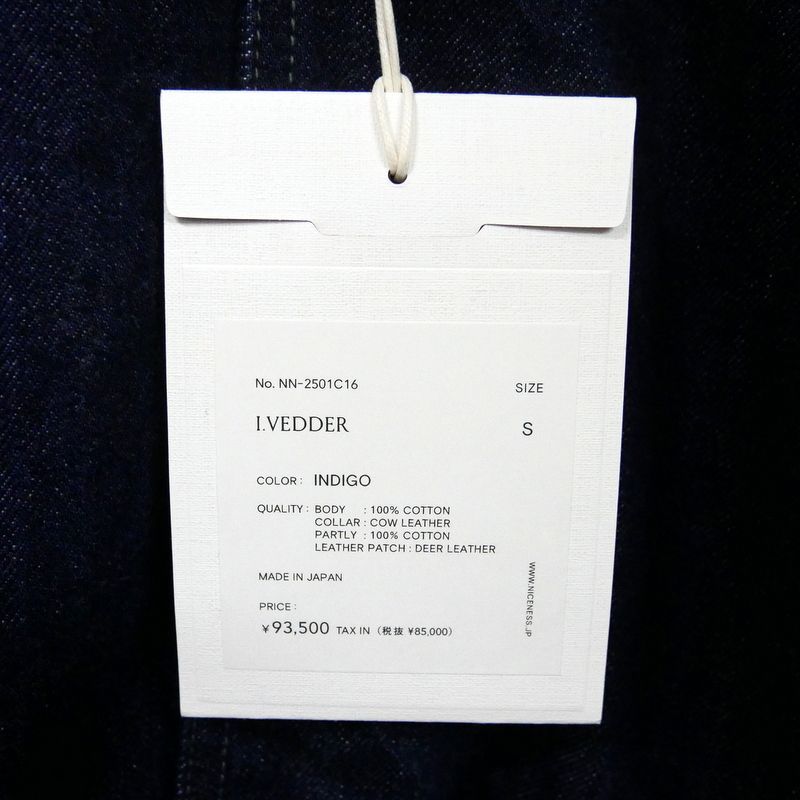 No. NN-2501C16
SIZE
I.VEDDER
S
COLOR : INDIGO
QUALITY : BODY : 100% COTTON
COLLAR : COW LEATHER
PARTLY : 100% COTTON
LEATHER PATCH : DEER LEATHER
MADE IN JAPAN
PRICE :
¥ 93,500 TAX IN (税抜 ¥85,000)
WWW.NICENESS.JP